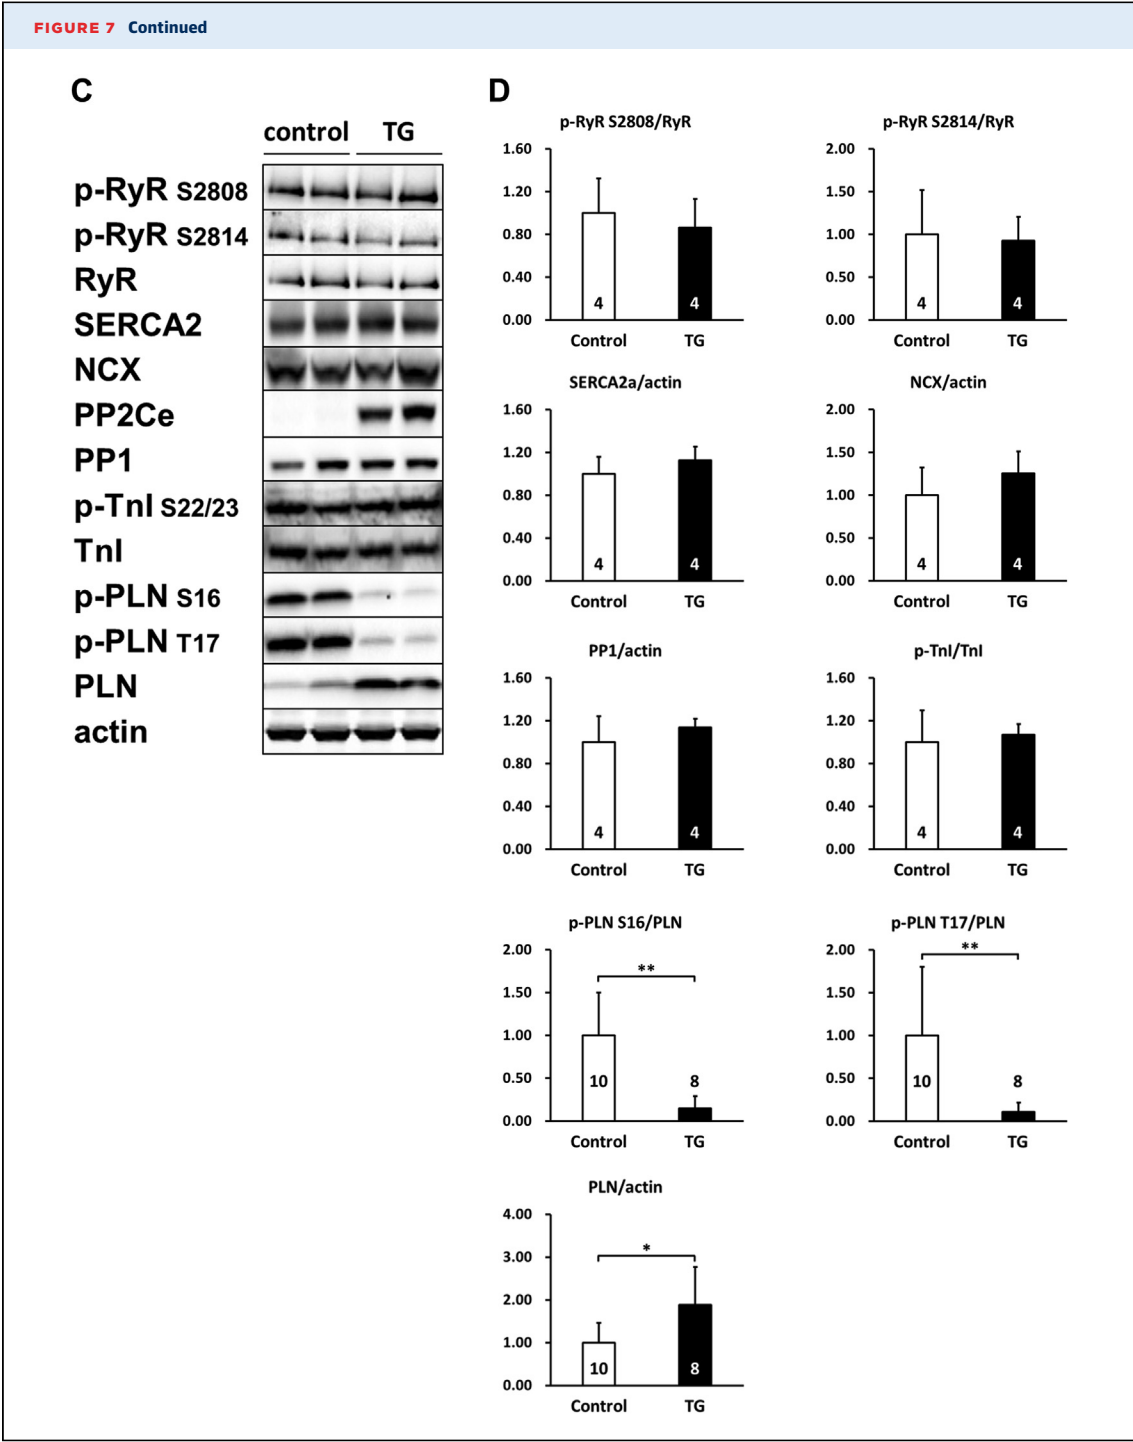 FIGURE 7 Continued
C
control TG
p-RyR S2808
p-RyR S2814
RyR
SERCA2
NCX
PP2Ce
PP1
p-TnI S22/23
TnI
p-PLN S16
p-PLN T17
PLN
actin
D
p-RyR S2808/RyR
1.60
1.20
0.80
0.40
0.00
4 4
Control TG
p-RyR S2814/RyR
2.00
1.50
1.00
0.50
0.00
4 4
Control TG
SERCA2a/actin
1.60
1.20
0.80
0.40
0.00
4 4
Control TG
NCX/actin
2.00
1.50
1.00
0.50
0.00
4 4
Control TG
PP1/actin
1.60
1.20
0.80
0.40
0.00
4 4
Control TG
p-TnI/TnI
1.60
1.20
0.80
0.40
0.00
4 4
Control TG
p-PLN S16/PLN
2.00
1.50
1.00
0.50
0.00
**
10 8
Control TG
p-PLN T17/PLN
2.00
1.50
1.00
0.50
0.00
**
10 8
Control TG
PLN/actin
4.00
3.00
2.00
1.00
0.00
*
10 8
Control TG